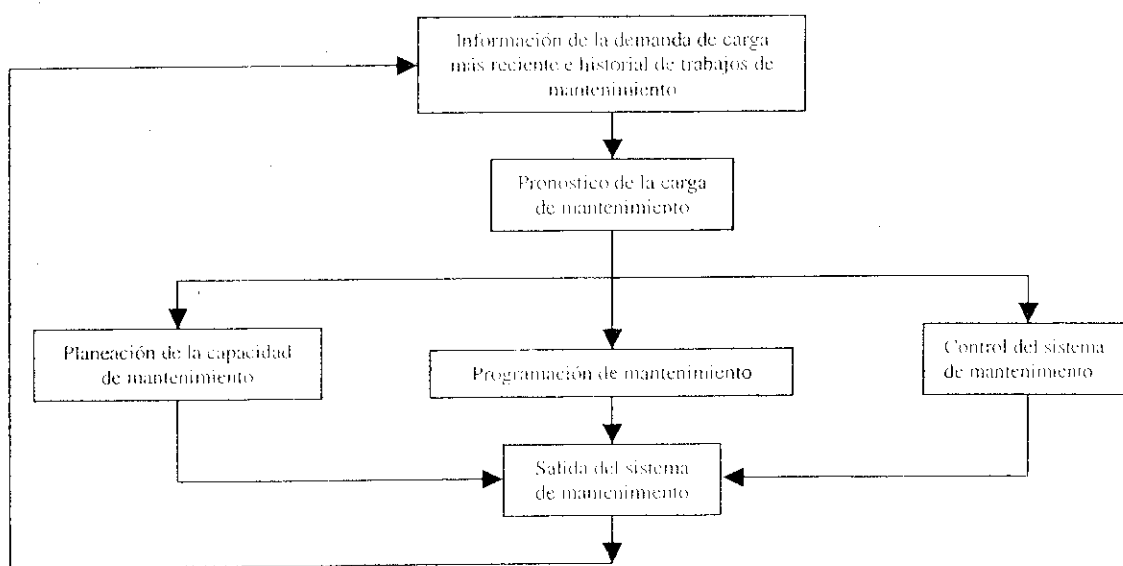 Información de la demanda de carga
más reciente e historial de trabajos de
mantenimiento
Pronostico de la carga
de mantenimiento
Planeación de la capacidad
de mantenimiento
Programación de mantenimiento
Control del sistema
de mantenimiento
Salida del sistema
de mantenimiento